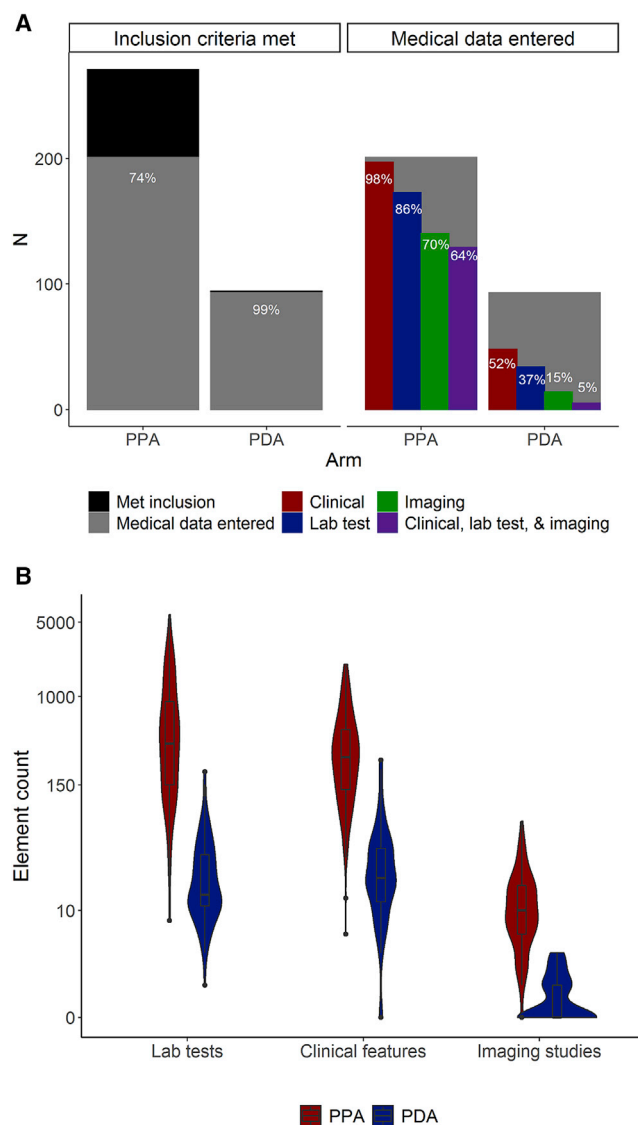 A
Inclusion criteria met
Medical data entered
N
200
100
0
74%
99%
98%
86%
70%
64%
52%
37%
15%
5%
PPA
PDA
PPA
PDA
Arm
Met inclusion
Clinical
Imaging
Medical data entered
Lab test
Clinical, lab test, & imaging
B
Element count
5000
1000
150
10
0
Lab tests
Clinical features
Imaging studies
PPA
PDA